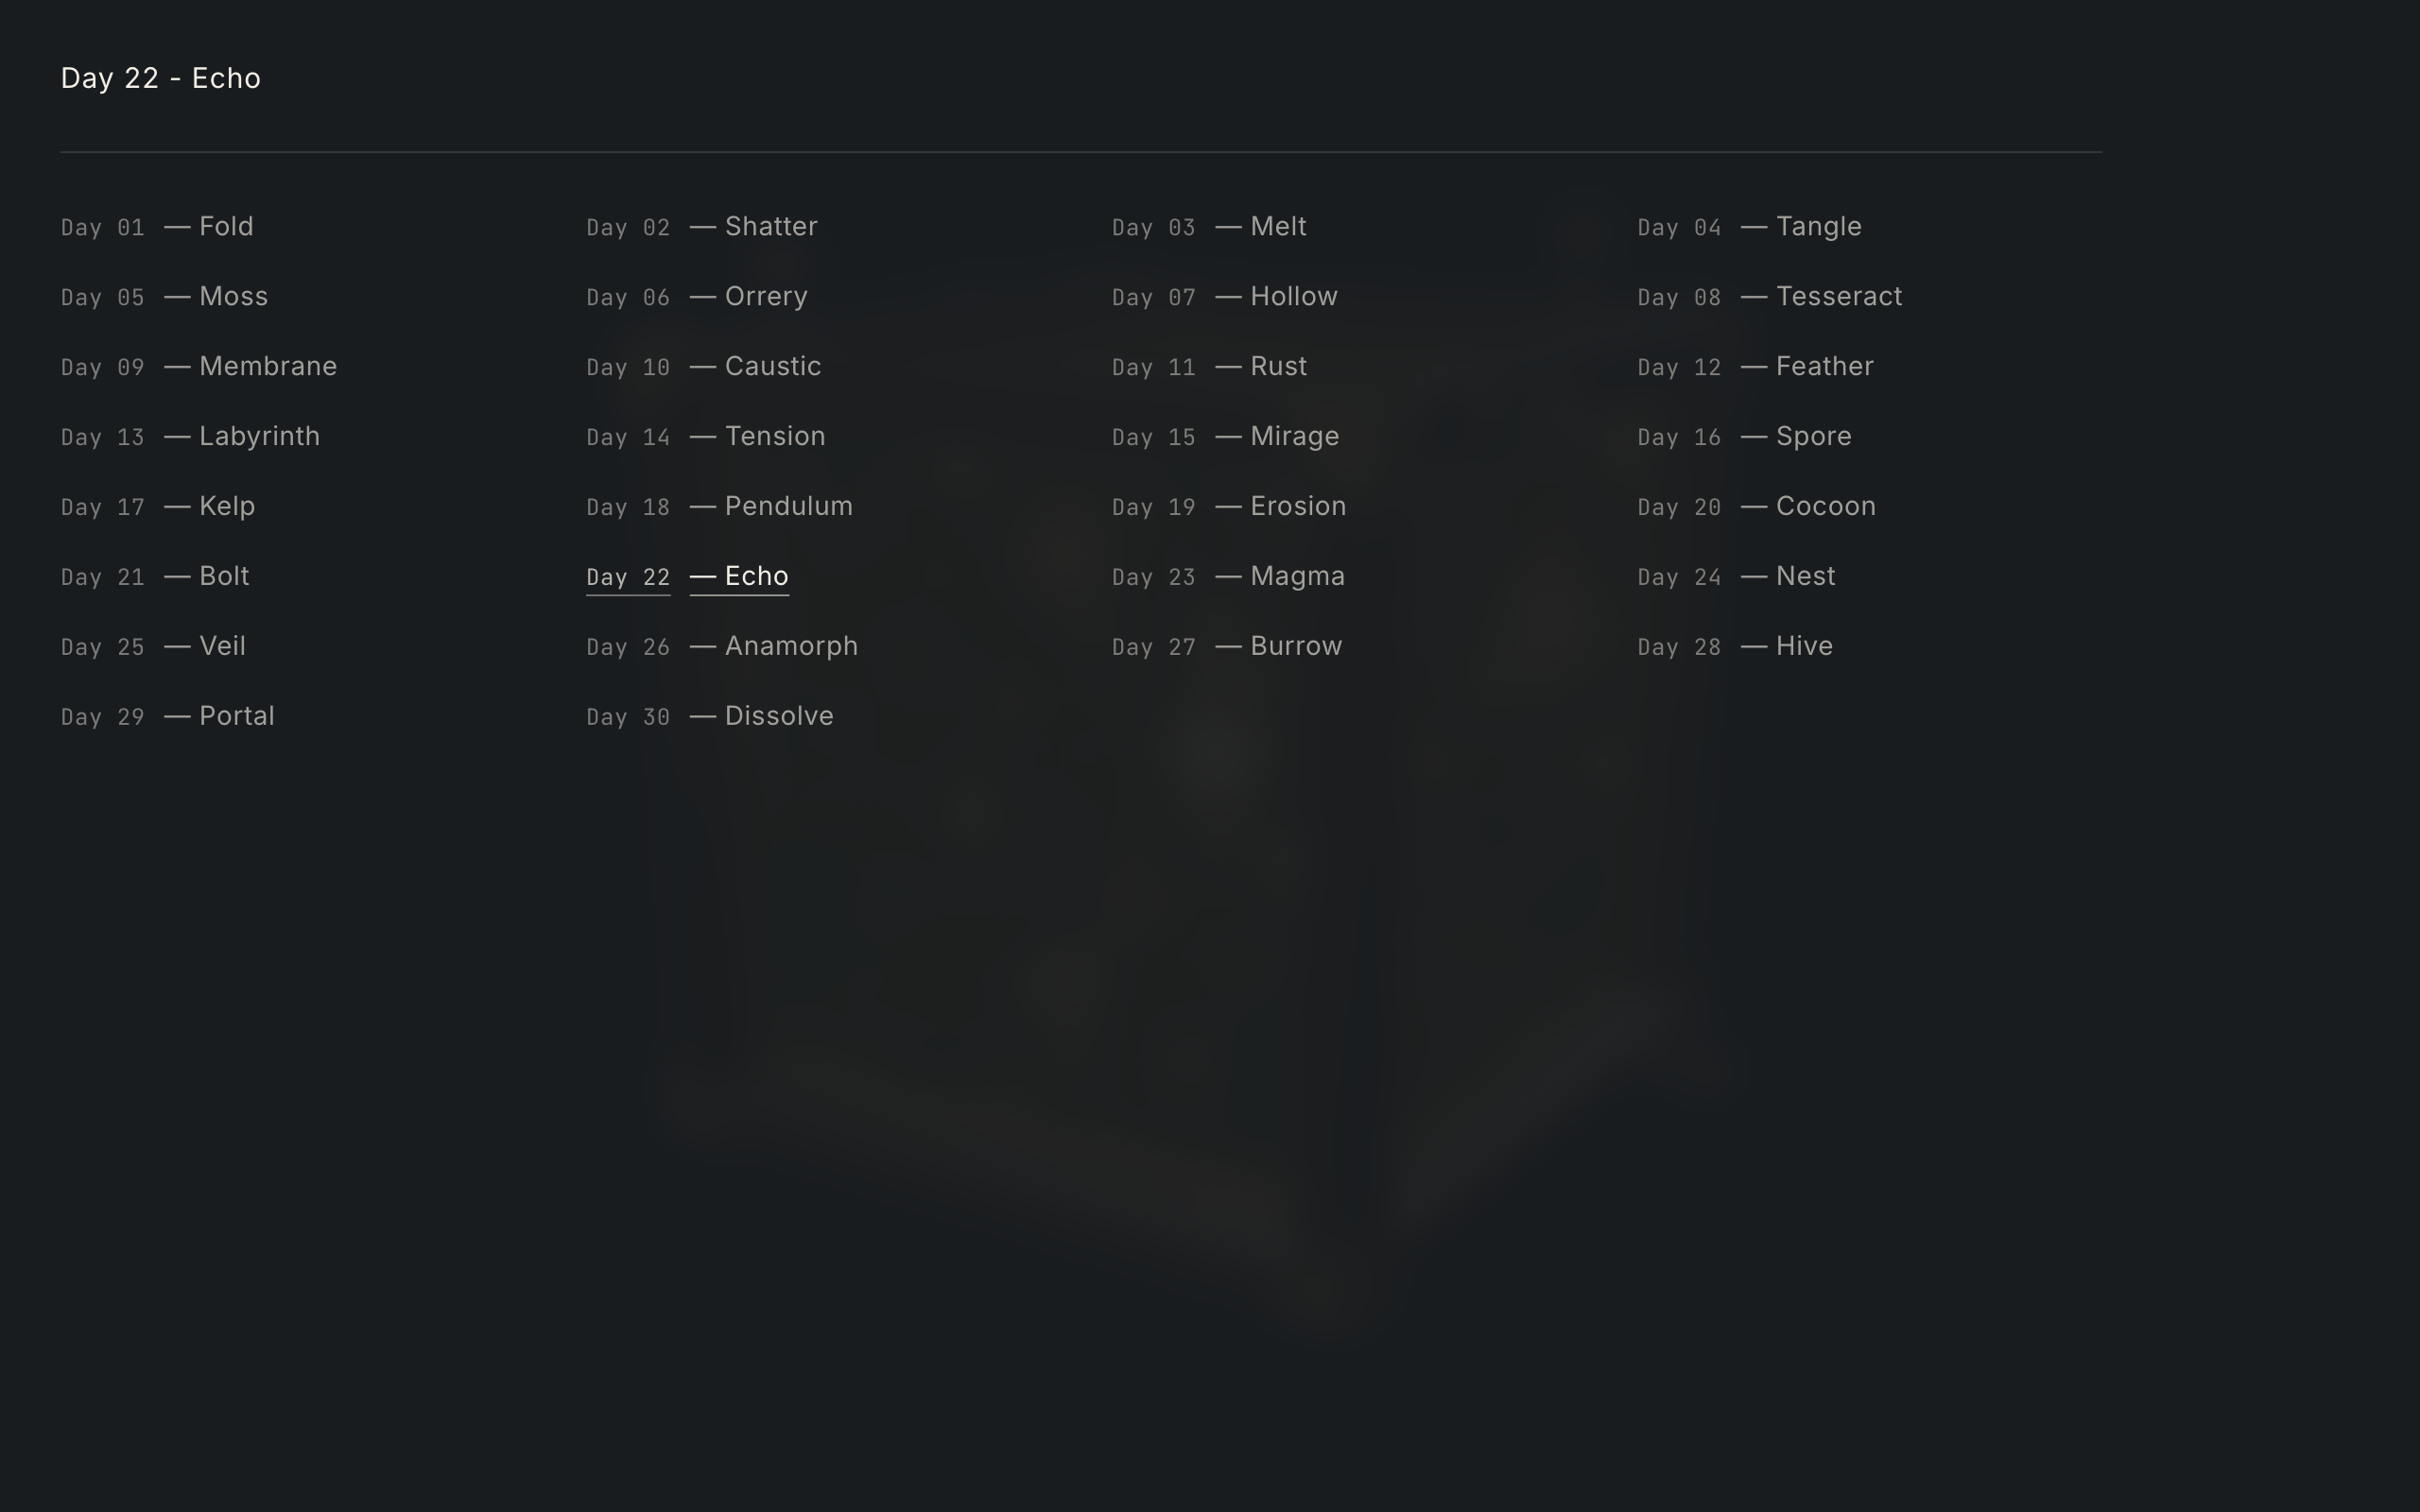 Day 22 - Echo
Day 01 — Fold
Day 02 — Shatter
Day 03 — Melt
Day 04 — Tangle
Day 05 — Moss
Day 06 — Orrery
Day 07 — Hollow
Day 08 — Tesseract
Day 09 — Membrane
Day 10 — Caustic
Day 11 — Rust
Day 12 — Feather
Day 13 — Labyrinth
Day 14 — Tension
Day 15 — Mirage
Day 16 — Spore
Day 17 — Kelp
Day 18 — Pendulum
Day 19 — Erosion
Day 20 — Cocoon
Day 21 — Bolt
Day 22 — Echo
Day 23 — Magma
Day 24 — Nest
Day 25 — Veil
Day 26 — Anamorph
Day 27 — Burrow
Day 28 — Hive
Day 29 — Portal
Day 30 — Dissolve